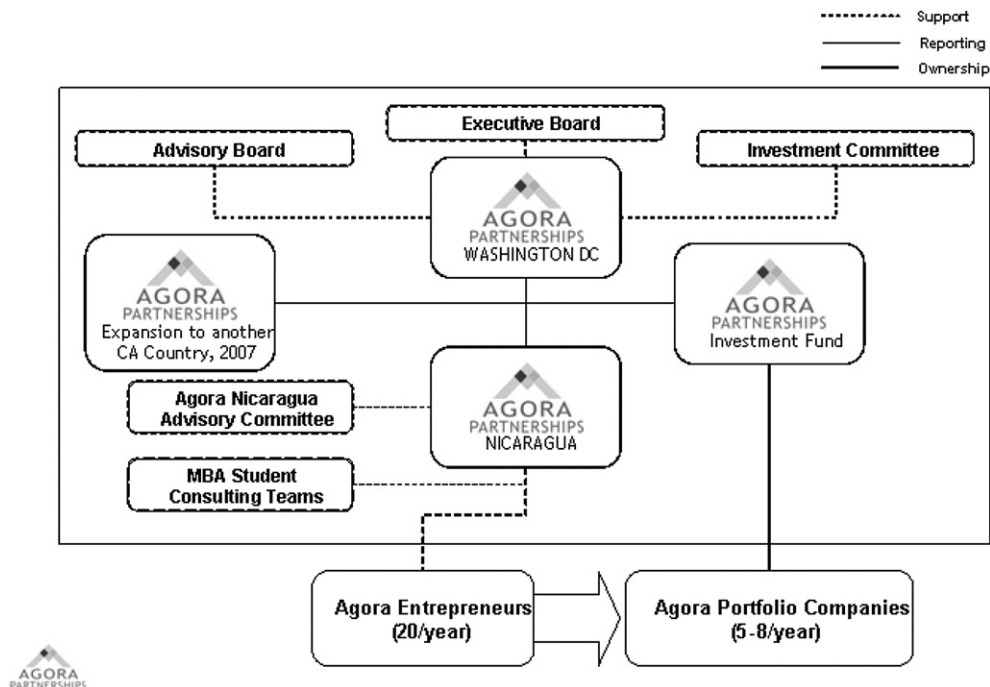 Support
Reporting
Ownership
Executive Board
Advisory Board
Investment Committee
AGORA
PARTNERSHIPS
WASHINGTON DC
AGORA
PARTNERSHIPS
Expansion to another
CA Country, 2007
AGORA
PARTNERSHIPS
Investment Fund
Agora Nicaragua
Advisory Committee
AGORA
PARTNERSHIPS
NICARAGUA
MBA Student
Consulting Teams
Agora Entrepreneurs
(20/year)
Agora Portfolio Companies
(5-8/year)
AGORA
PARTNERSHIPS